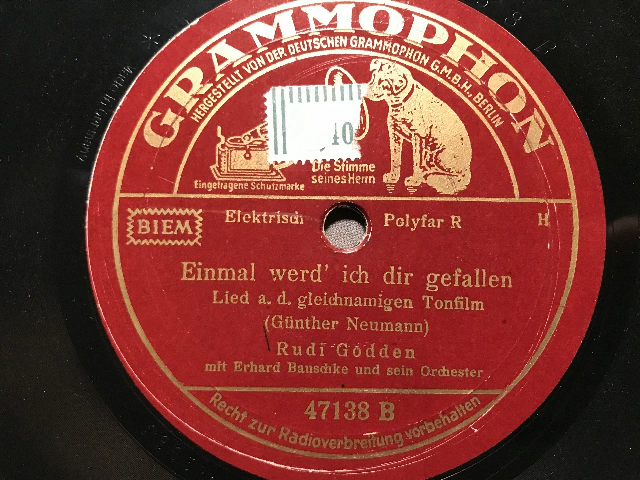 GRAMMOPHON
HERGESTELLT VON DER DEUTSCHEN GRAMMOPHON G.M.B.H., BERLIN
40
Die Stimme
seines Herrn
Eingetragene Schutzmarke
BIEM
Elektrisch Polyfar R H
Einmal werd' ich dir gefallen
Lied a. d. gleichnamigen Tonfilm
(Günther Neumann)
Rudi Godden
mit Erhard Bauschke und sein Orchester
47138 B
Recht zur Radioverbreitung vorbehalten